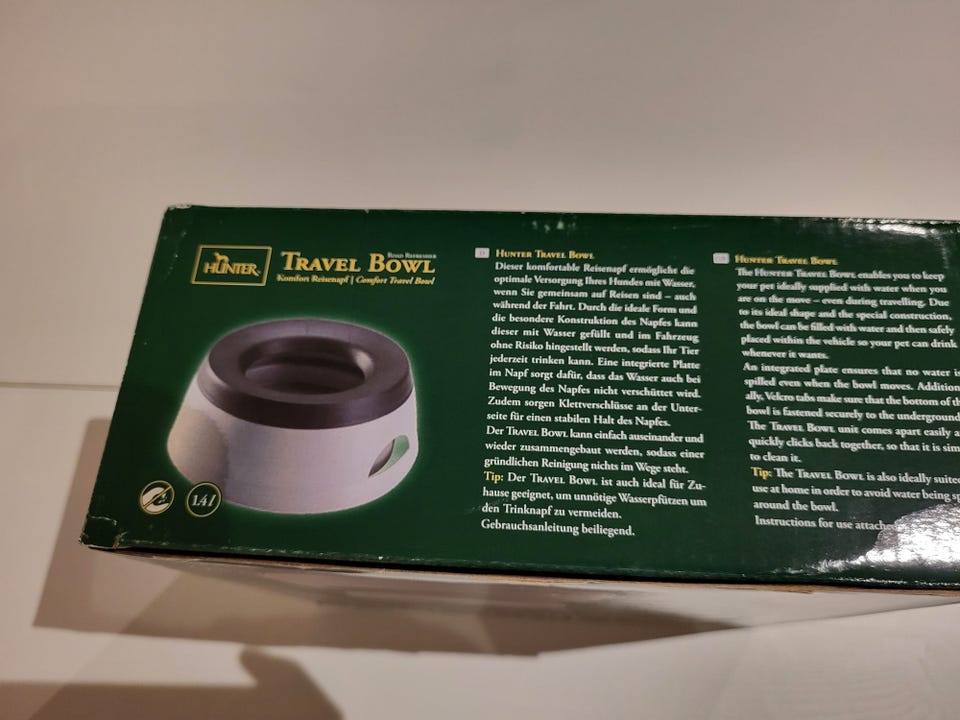 HUNTER
ROAD REFRESHER
TRAVEL BOWL
Komfort Reisenapf | Comfort Travel Bowl
1.4 l
D
HUNTER TRAVEL BOWL
Dieser komfortable Reisenapf ermöglicht die
optimale Versorgung Ihres Hundes mit Wasser,
wenn Sie gemeinsam auf Reisen sind – auch
während der Fahrt. Durch die ideale Form und
die besondere Konstruktion des Napfes kann
dieser mit Wasser gefüllt und im Fahrzeug
ohne Risiko hingestellt werden, sodass Ihr Tier
jederzeit trinken kann. Eine integrierte Platte
im Napf sorgt dafür, dass das Wasser auch bei
Bewegung des Napfes nicht verschüttet wird.
Zudem sorgen Klettverschlüsse an der Unter-
seite für einen stabilen Halt des Napfes.
Der TRAVEL BOWL kann einfach auseinander und
wieder zusammengebaut werden, sodass einer
gründlichen Reinigung nichts im Wege steht.
Tip: Der TRAVEL BOWL ist auch ideal für Zu-
hause geeignet, um unnötige Wasserpfützen um
den Trinknapf zu vermeiden.
Gebrauchsanleitung beiliegend.
GB
HUNTER TRAVEL BOWL
The HUNTER TRAVEL BOWL enables you to keep
your pet ideally supplied with water when you
are on the move – even during travelling. Due
to its ideal shape and the special construction,
the bowl can be filled with water and then safely
placed within the vehicle so your pet can drink
whenever it wants.
An integrated plate ensures that no water is
spilled even when the bowl moves. Addition
ally, Velcro tabs make sure that the bottom of th
bowl is fastened securely to the underground
The TRAVEL BOWL unit comes apart easily a
quickly clicks back together, so that it is sim
to clean it.
Tip: The TRAVEL BOWL is also ideally suited
use at home in order to avoid water being sp
around the bowl.
Instructions for use attache